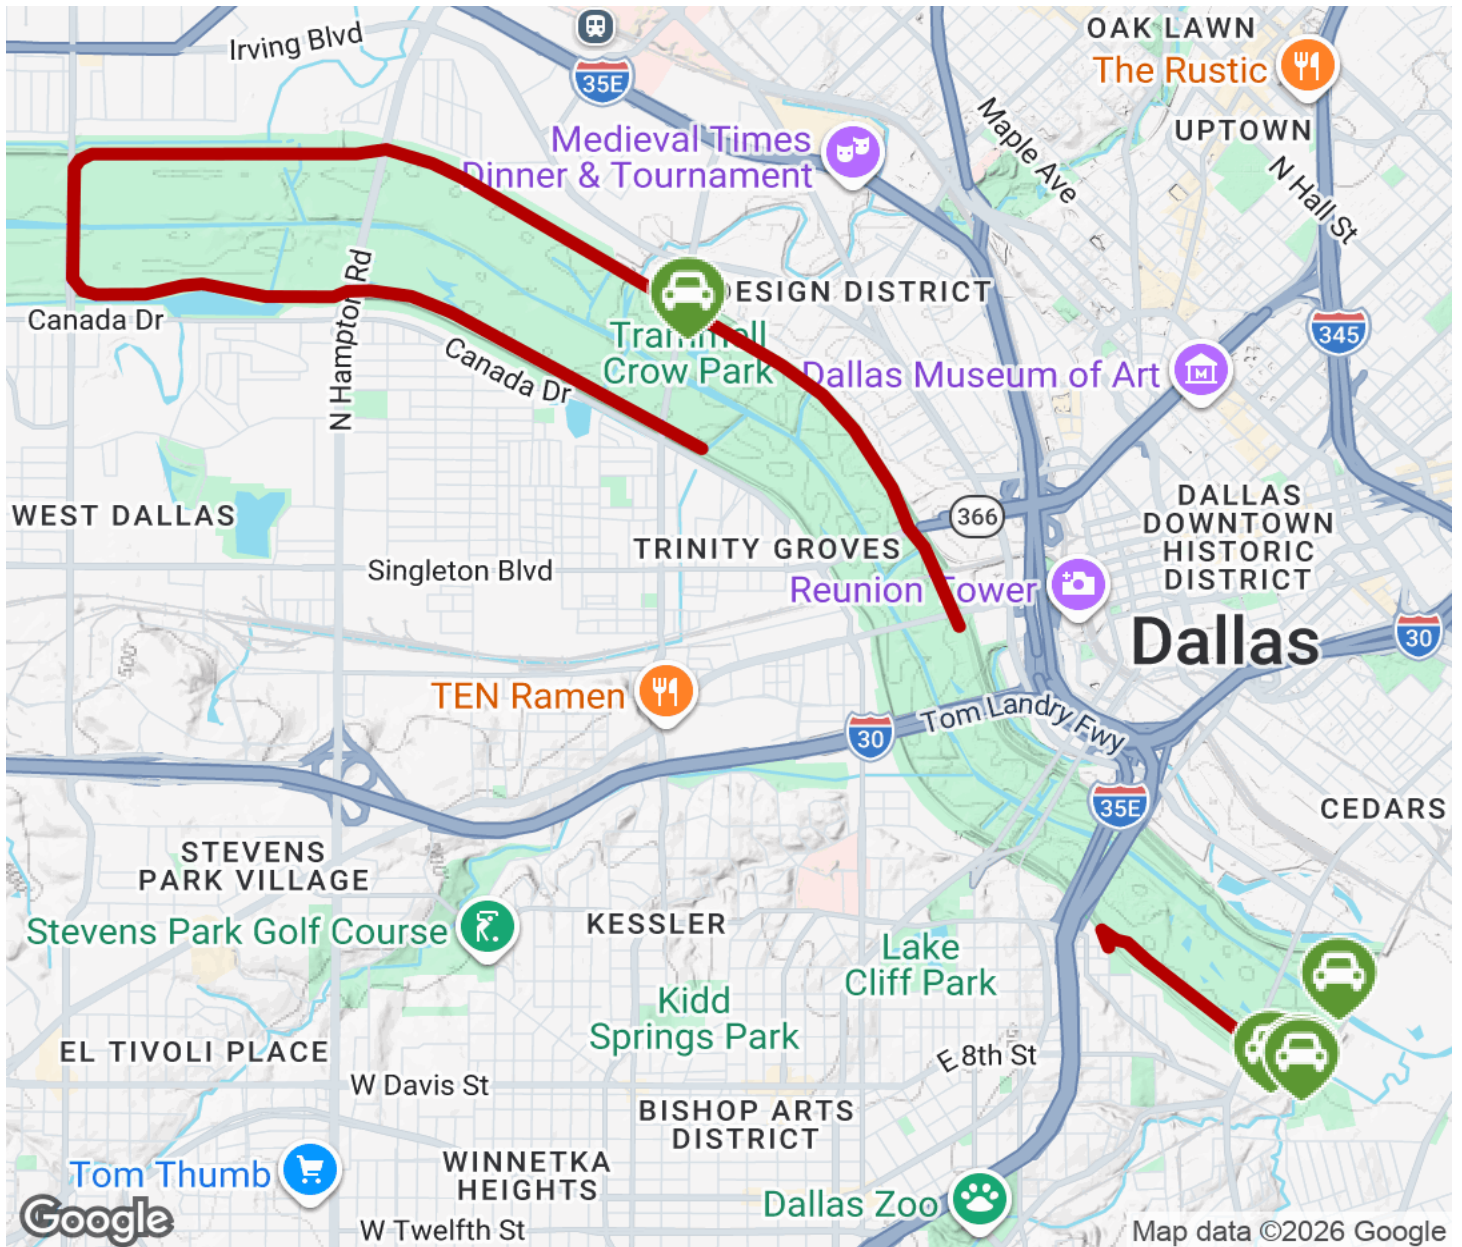 Irving Blvd
35E
OAK LAWN
The Rustic
UPTOWN
Maple Ave
N Hall St
Medieval Times
Dinner & Tournament
DESIGN DISTRICT
Trammell
Crow Park
Canada Dr
N Hampton Rd
Canada Dr
345
Dallas Museum of Art
366
DALLAS
DOWNTOWN
HISTORIC
DISTRICT
WEST DALLAS
TRINITY GROVES
Singleton Blvd
Reunion Tower
Dallas
30
500
TEN Ramen
30
Tom Landry Fwy
35E
CEDARS
STEVENS
PARK VILLAGE
Stevens Park Golf Course
KESSLER
Lake
Cliff Park
Kidd
Springs Park
EL TIVOLI PLACE
W Davis St
E 8th St
BISHOP ARTS
DISTRICT
WINNETKA
HEIGHTS
Tom Thumb
Dallas Zoo
W Twelfth St
Google
Map data ©2026 Google